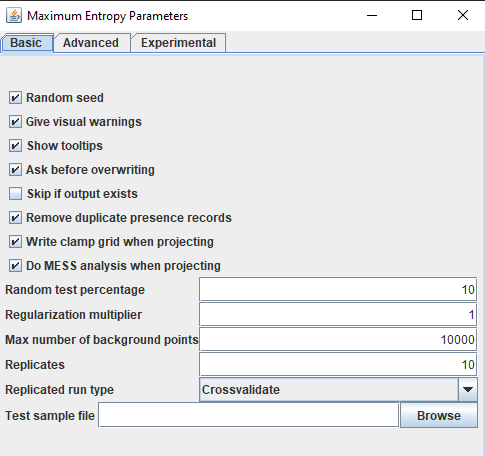 Maximum Entropy Parameters
Basic Advanced Experimental
Random seed
Give visual warnings
Show tooltips
Ask before overwriting
Skip if output exists
Remove duplicate presence records
Write clamp grid when projecting
Do MESS analysis when projecting
Random test percentage 10
Regularization multiplier 1
Max number of background points 10000
Replicates 10
Replicated run type Crossvalidate
Test sample file Browse